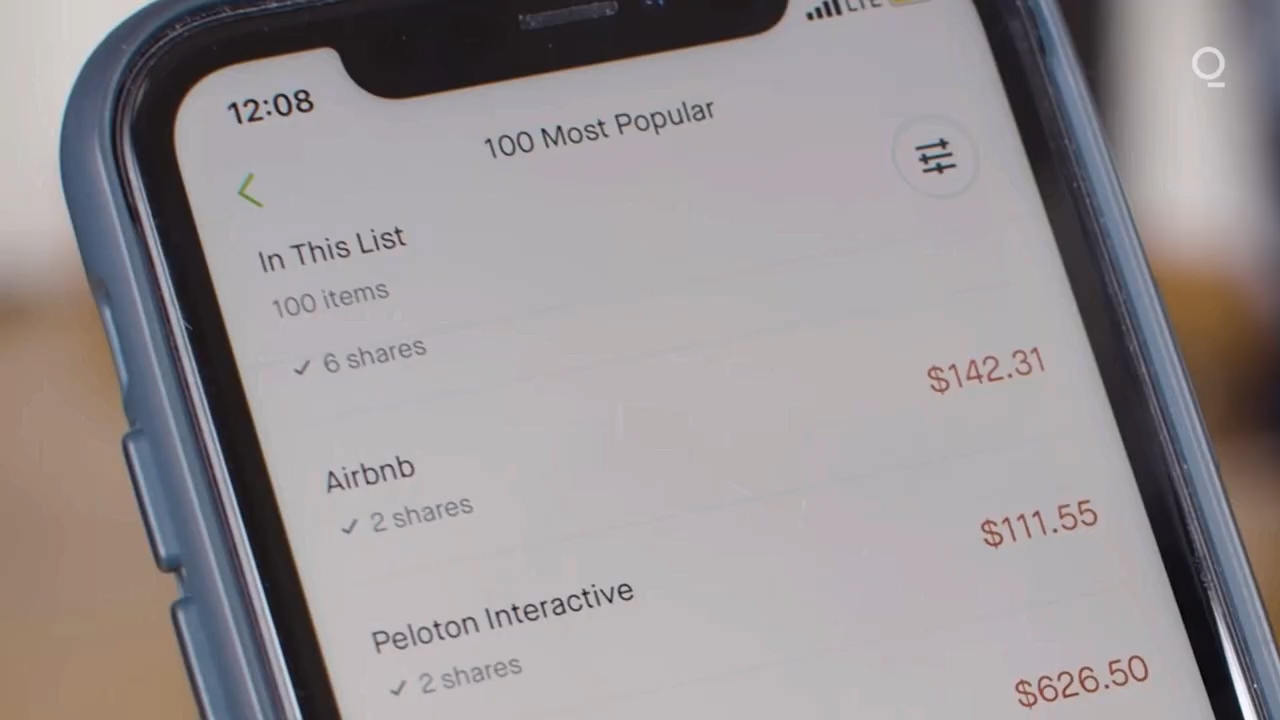 12:08
LTE
100 Most Popular
In This List
100 items
6 shares
$142.31
Airbnb
2 shares
$111.55
Peloton Interactive
2 shares
$626.50